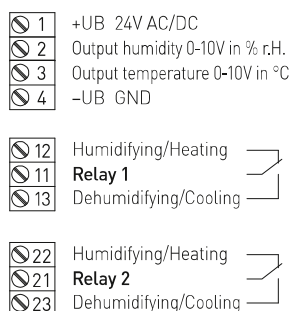 1 +UB 24V AC/DC
2 Output humidity 0-10V in % r.H.
3 Output temperature 0-10V in °C
4 –UB GND
12 Humidifying/Heating
11 Relay 1
13 Dehumidifying/Cooling
22 Humidifying/Heating
21 Relay 2
23 Dehumidifying/Cooling